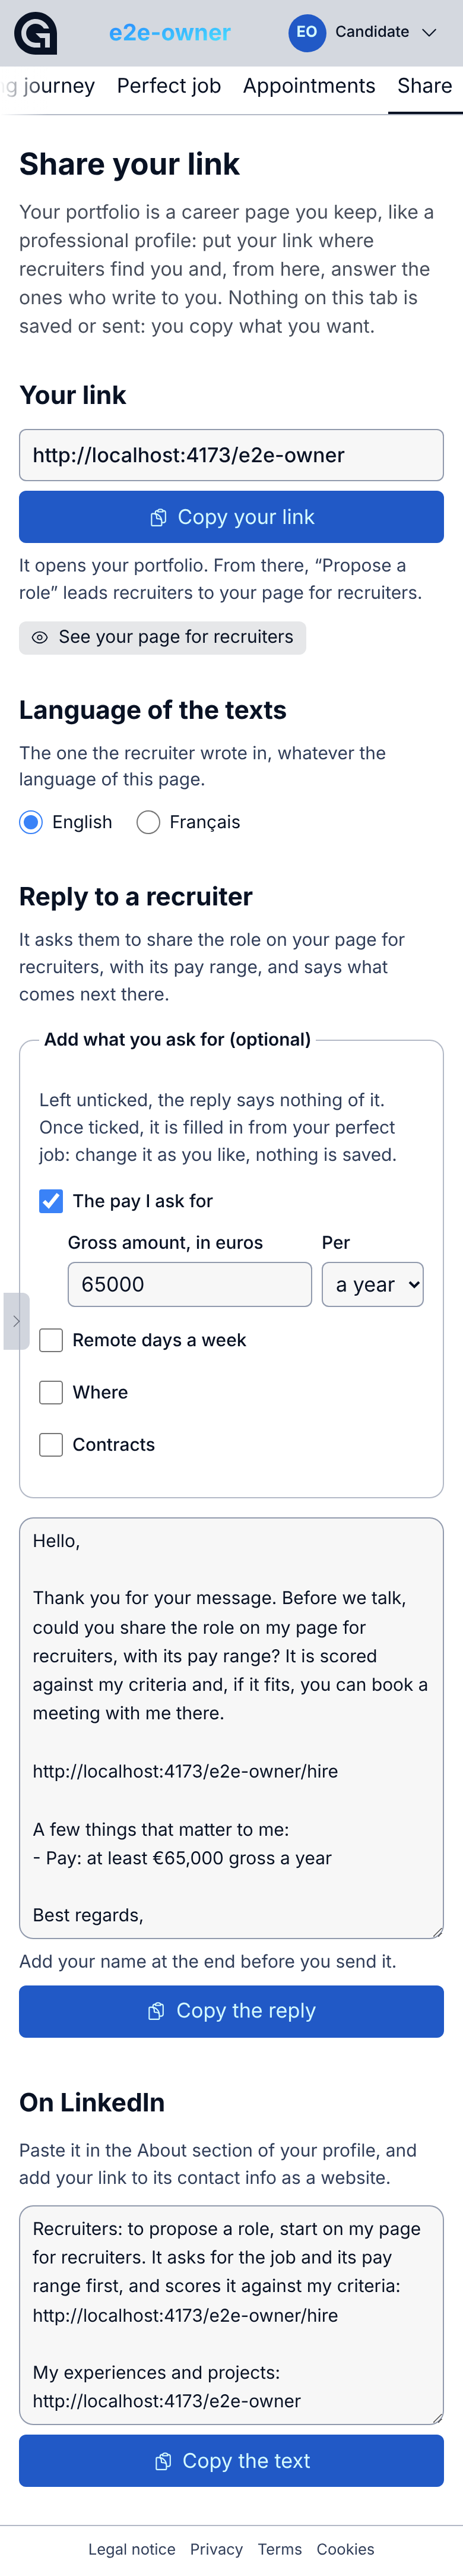 e2e-owner
EO
Candidate
journey
Perfect job
Appointments
Share
Share your link
Your portfolio is a career page you keep, like a
professional profile: put your link where
recruiters find you and, from here, answer the
ones who write to you. Nothing on this tab is
saved or sent: you copy what you want.
Your link
http://localhost:4173/e2e-owner
Copy your link
It opens your portfolio. From there, “Propose a
role” leads recruiters to your page for recruiters.
See your page for recruiters
Language of the texts
The one the recruiter wrote in, whatever the
language of this page.
English
Français
Reply to a recruiter
It asks them to share the role on your page for
recruiters, with its pay range, and says what
comes next there.
Add what you ask for (optional)
Left unticked, the reply says nothing of it.
Once ticked, it is filled in from your perfect
job: change it as you like, nothing is saved.
The pay I ask for
Gross amount, in euros
Per
65000
a year
Remote days a week
Where
Contracts
Hello,
Thank you for your message. Before we talk,
could you share the role on my page for
recruiters, with its pay range? It is scored
against my criteria and, if it fits, you can book a
meeting with me there.
http://localhost:4173/e2e-owner/hire
A few things that matter to me:
- Pay: at least €65,000 gross a year
Best regards,
Add your name at the end before you send it.
Copy the reply
On LinkedIn
Paste it in the About section of your profile, and
add your link to its contact info as a website.
Recruiters: to propose a role, start on my page
for recruiters. It asks for the job and its pay
range first, and scores it against my criteria:
http://localhost:4173/e2e-owner/hire
My experiences and projects:
http://localhost:4173/e2e-owner
Copy the text
Legal notice
Privacy
Terms
Cookies